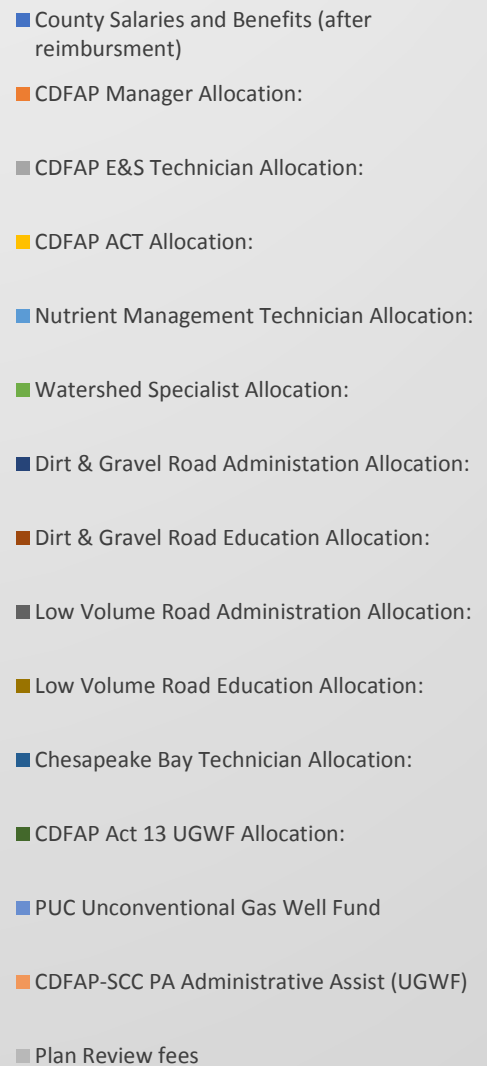 County Salaries and Benefits (after
reimbursment)
CDFAP Manager Allocation:
CDFAP E&S Technician Allocation:
CDFAP ACT Allocation:
Nutrient Management Technician Allocation:
Watershed Specialist Allocation:
Dirt & Gravel Road Administation Allocation:
Dirt & Gravel Road Education Allocation:
Low Volume Road Administration Allocation:
Low Volume Road Education Allocation:
Chesapeake Bay Technician Allocation:
CDFAP Act 13 UGWF Allocation:
PUC Unconventional Gas Well Fund
CDFAP-SCC PA Administrative Assist (UGWF)
Plan Review fees